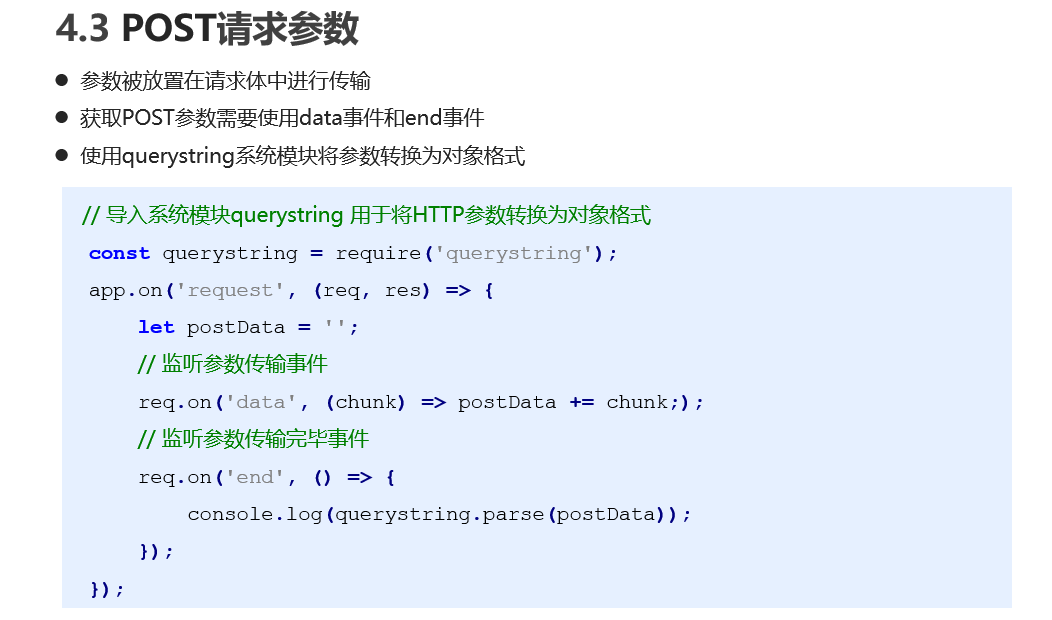 4.3 POST请求参数
● 参数被放置在请求体中进行传输
● 获取POST参数需要使用data事件和end事件
● 使用querystring系统模块将参数转换为对象格式
// 导入系统模块querystring 用于将HTTP参数转换为对象格式
const querystring = require('querystring');
app.on('request', (req, res) => {
let postData = '';
// 监听参数传输事件
req.on('data', (chunk) => postData += chunk;);
// 监听参数传输完毕事件
req.on('end', () => {
console.log(querystring.parse(postData));
});
});